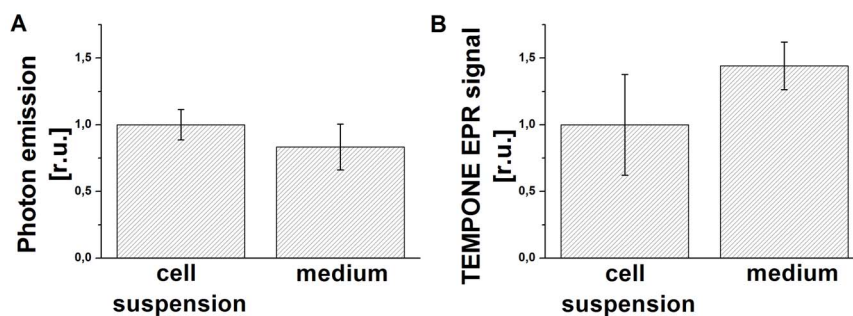 A
Photon emission
[r.u.]
1,5
1,0
0,5
0,0
cell
suspension
medium
B
TEMPONE EPR signal
[r.u.]
1,5
1,0
0,5
0,0
cell
suspension
medium